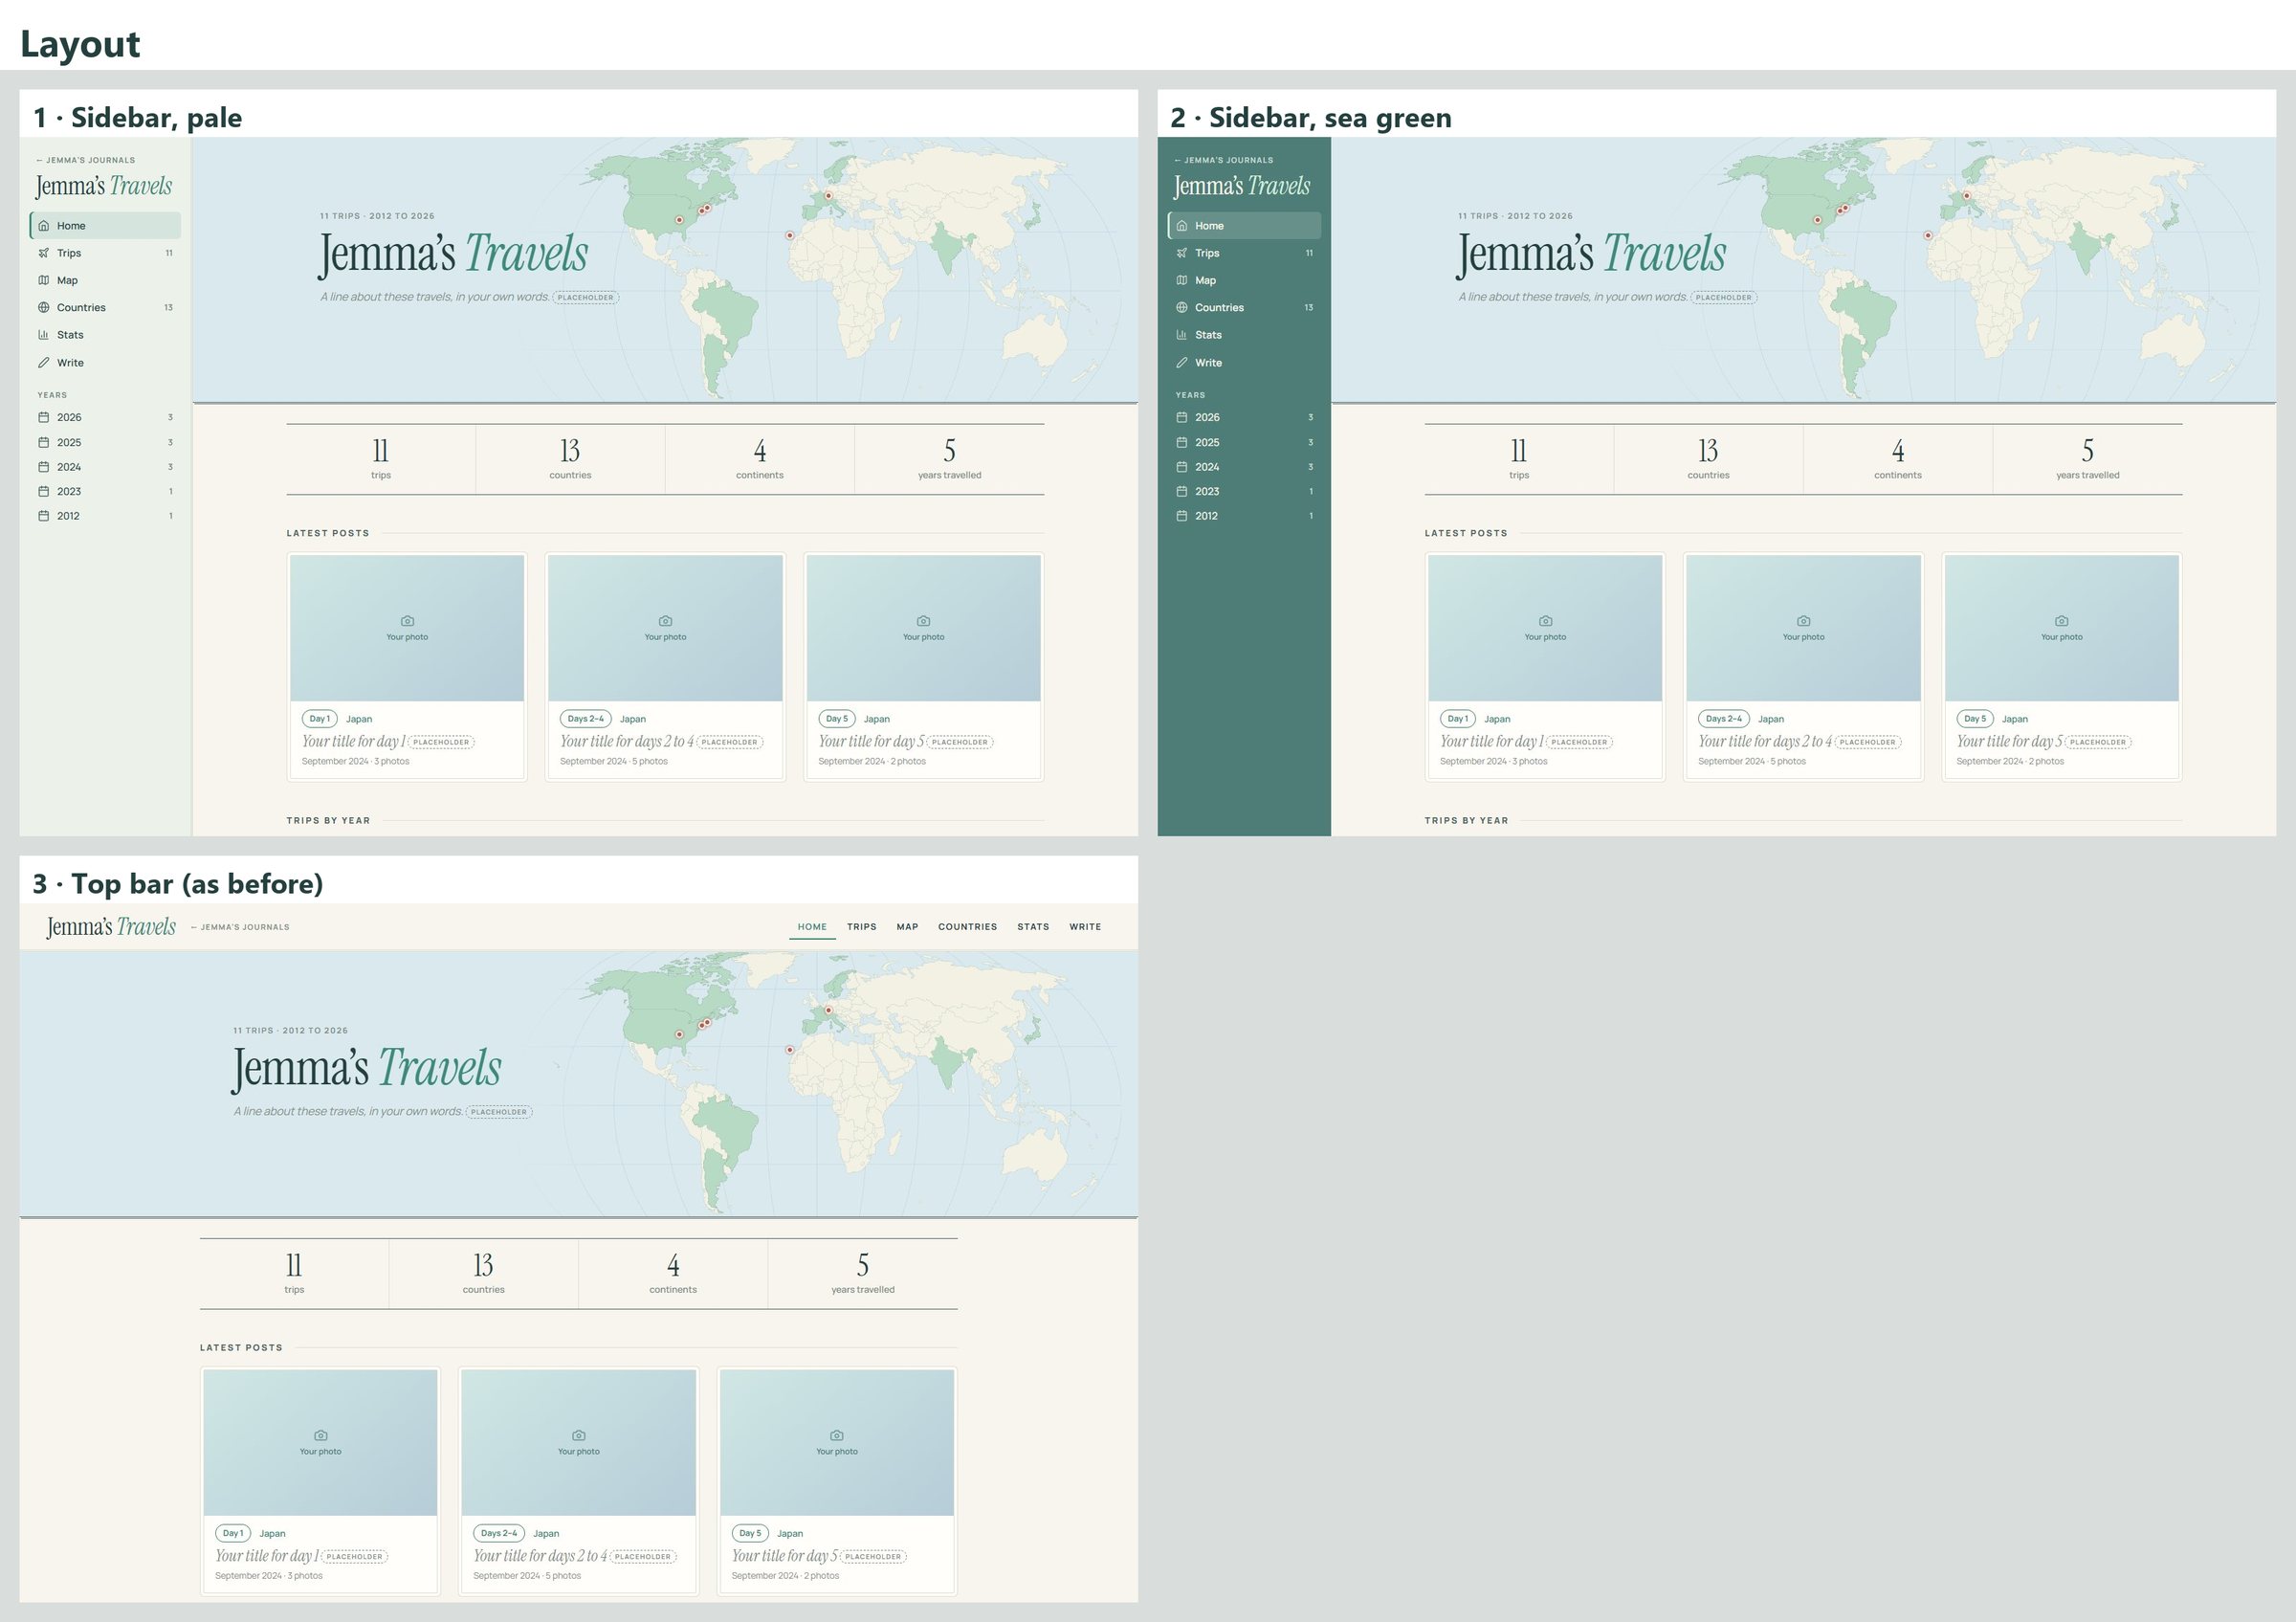 Layout
1 · Sidebar, pale
← JEMMA'S JOURNALS
Jemma's Travels
Home
Trips 11
Map
Countries 13
Stats
Write
YEARS
2026 3
2025 3
2024 3
2023 1
2012 1
11 TRIPS · 2012 TO 2026
Jemma's Travels
A line about these travels, in your own words. PLACEHOLDER
11 13 4 5
trips countries continents years travelled
LATEST POSTS
Your photo Your photo Your photo
Day 1 Japan Days 2–4 Japan Day 5 Japan
Your title for day 1 PLACEHOLDER Your title for days 2 to 4 PLACEHOLDER Your title for day 5 PLACEHOLDER
September 2024 · 3 photos September 2024 · 5 photos September 2024 · 2 photos
TRIPS BY YEAR
2 · Sidebar, sea green
← JEMMA'S JOURNALS
Jemma's Travels
Home
Trips 11
Map
Countries 13
Stats
Write
YEARS
2026 3
2025 3
2024 3
2023 1
2012 1
11 TRIPS · 2012 TO 2026
Jemma's Travels
A line about these travels, in your own words. PLACEHOLDER
11 13 4 5
trips countries continents years travelled
LATEST POSTS
Your photo Your photo Your photo
Day 1 Japan Days 2–4 Japan Day 5 Japan
Your title for day 1 PLACEHOLDER Your title for days 2 to 4 PLACEHOLDER Your title for day 5 PLACEHOLDER
September 2024 · 3 photos September 2024 · 5 photos September 2024 · 2 photos
TRIPS BY YEAR
3 · Top bar (as before)
Jemma's Travels ← JEMMA'S JOURNALS HOME TRIPS MAP COUNTRIES STATS WRITE
11 TRIPS · 2012 TO 2026
Jemma's Travels
A line about these travels, in your own words. PLACEHOLDER
11 13 4 5
trips countries continents years travelled
LATEST POSTS
Your photo Your photo Your photo
Day 1 Japan Days 2–4 Japan Day 5 Japan
Your title for day 1 PLACEHOLDER Your title for days 2 to 4 PLACEHOLDER Your title for day 5 PLACEHOLDER
September 2024 · 3 photos September 2024 · 5 photos September 2024 · 2 photos